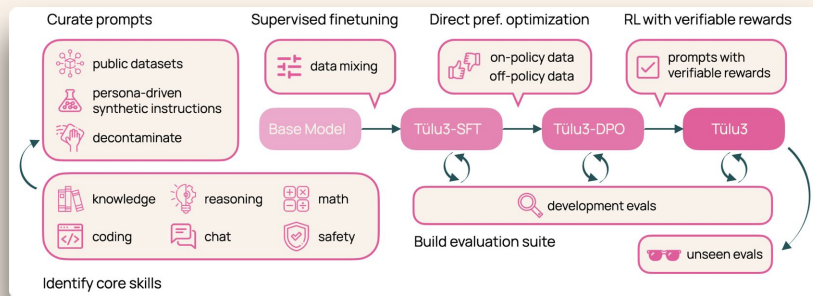 Curate prompts
public datasets
persona-driven
synthetic instructions
decontaminate
Supervised finetuning
data mixing
Direct pref. optimization
on-policy data
off-policy data
RL with verifiable rewards
prompts with
verifiable rewards
Base Model
Tülu3-SFT
Tülu3-DPO
Tülu3
knowledge
reasoning
math
coding
chat
safety
Identify core skills
development evals
Build evaluation suite
unseen evals